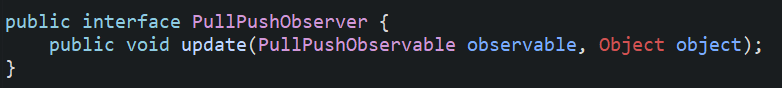 public interface PullPushObserver {
    public void update(PullPushObservable observable, Object object);
}